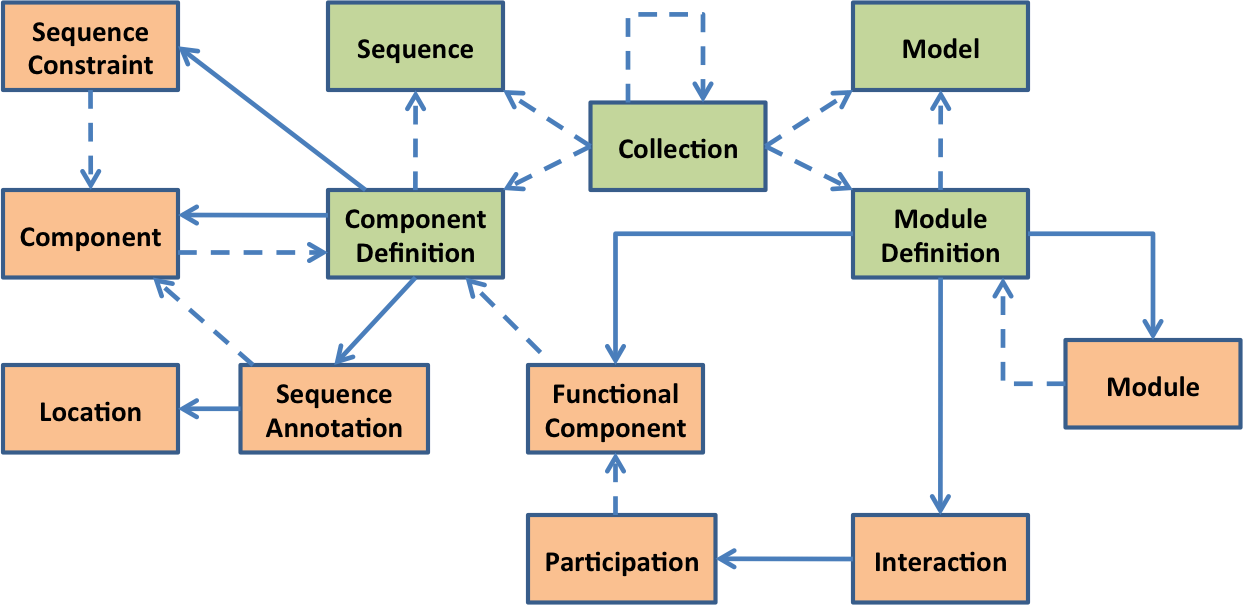 Sequence
Constraint
Sequence
Model
Collection
Component
Component
Definition
Module
Definition
Location
Sequence
Annotation
Functional
Component
Module
Participation
Interaction